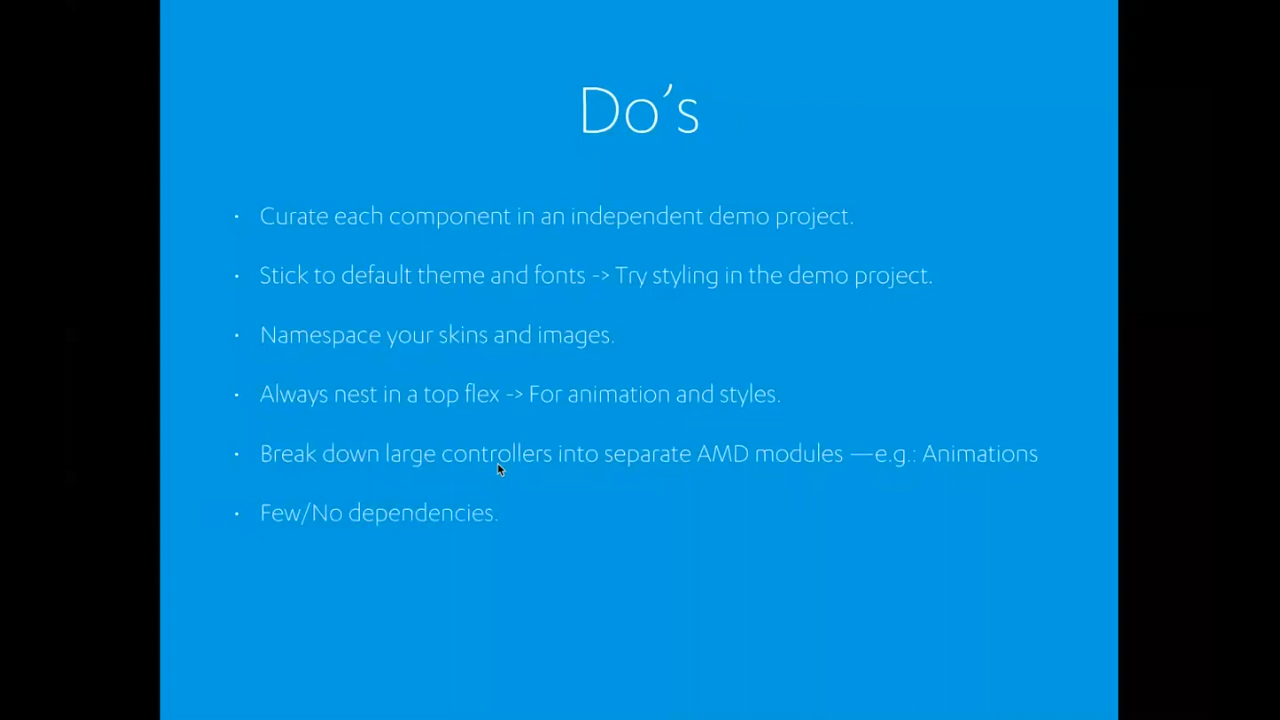 Do’s
• Curate each component in an independent demo project.
• Stick to default theme and fonts -> Try styling in the demo project.
• Namespace your skins and images.
• Always nest in a top flex -> For animation and styles.
• Break down large controllers into separate AMD modules —e.g.: Animations
• Few/No dependencies.